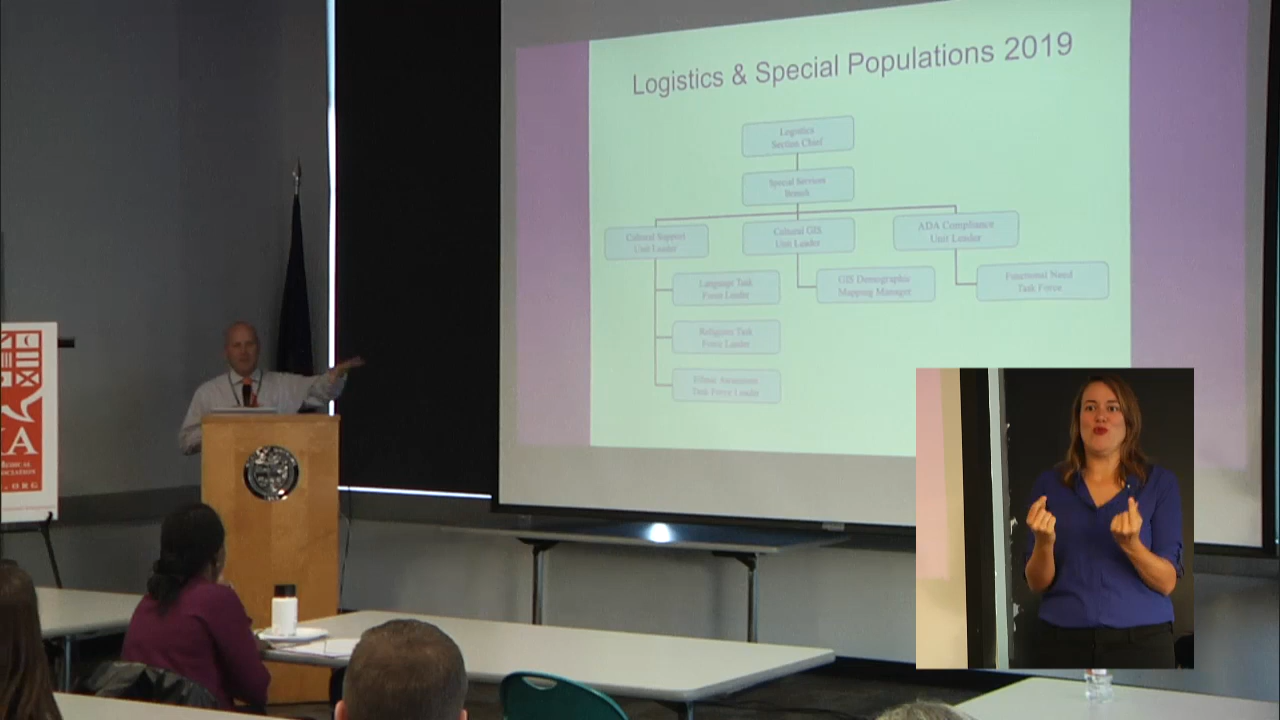 Logistics & Special Populations 2019
Logistics
Section Chief
Special Services
Branch
Cultural Support
Unit Leader
Cultural GIS
Unit Leader
ADA Compliance
Unit Leader
Language Task
Force Leader
GIS Demographic
Mapping Manager
Functional Need
Task Force
Religious Task
Force Leader
Ethnic Awareness
Task Force Leader